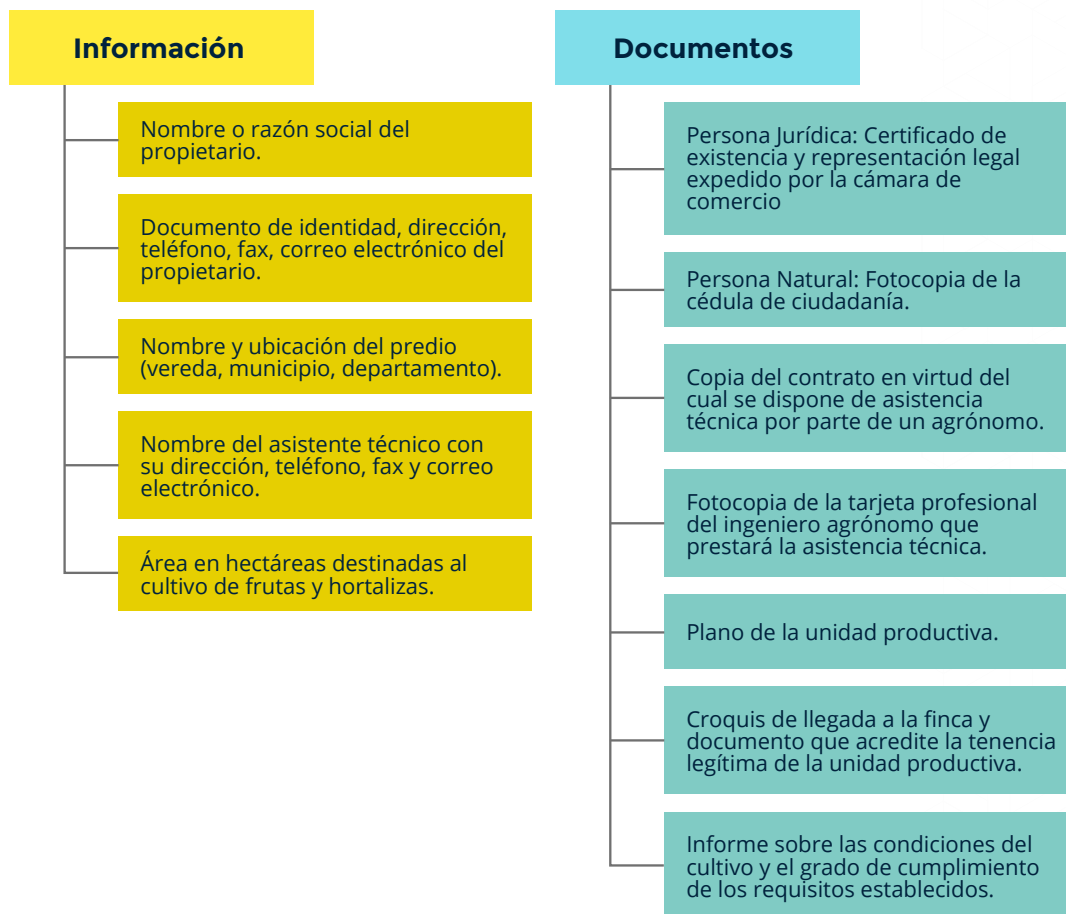 Información
Nombre o razón social del
propietario.
Documento de identidad, dirección,
teléfono, fax, correo electrónico del
propietario.
Nombre y ubicación del predio
(vereda, municipio, departamento).
Nombre del asistente técnico con
su dirección, teléfono, fax y correo
electrónico.
Área en hectáreas destinadas al
cultivo de frutas y hortalizas.
Documentos
Persona Jurídica: Certificado de
existencia y representación legal
expedido por la cámara de
comercio
Persona Natural: Fotocopia de la
cédula de ciudadanía.
Copia del contrato en virtud del
cual se dispone de asistencia
técnica por parte de un agrónomo.
Fotocopia de la tarjeta profesional
del ingeniero agrónomo que
prestará la asistencia técnica.
Plano de la unidad productiva.
Croquis de llegada a la finca y
documento que acredite la tenencia
legítima de la unidad productiva.
Informe sobre las condiciones del
cultivo y el grado de cumplimiento
de los requisitos establecidos.